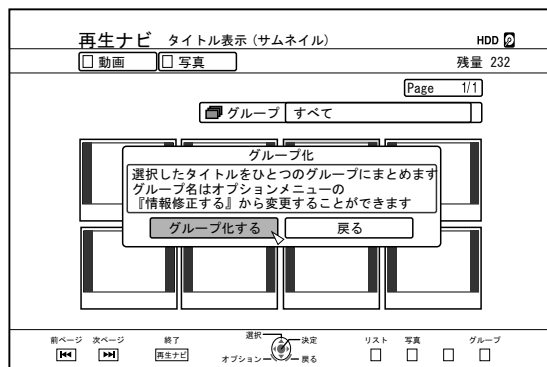 再生ナビ タイトル表示（サムネイル） HDD
動画 写真 残量 232
Page 1/1
グループ すべて
グループ化
選択したタイトルをひとつのグループにまとめます
グループ名はオプションメニューの
『情報修正する』から変更することができます
グループ化する 戻る
前ページ 次ページ 終了 選択 決定 リスト 写真 グループ
再生ナビ オプション 戻る